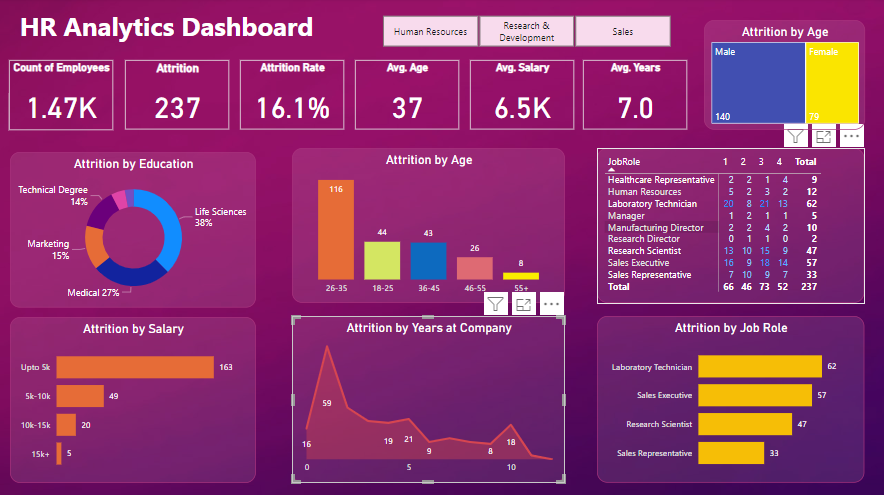 HR Analytics Dashboard
Human Resources
Research &
Development
Sales
Count of Employees
1.47K
Attrition
237
Attrition Rate
16.1%
Avg. Age
37
Avg. Salary
6.5K
Avg. Years
7.0
Attrition by Age
Male
Female
140
79
Attrition by Education
Technical Degree
14%
Life Sciences
38%
Marketing
15%
Medical 27%
Attrition by Age
116
44
43
26
8
26-35 18-25 36-45 46-55 55+
JobRole 1 2 3 4 Total
Healthcare Representative 2 2 1 4 9
Human Resources 5 2 3 2 12
Laboratory Technician 20 8 21 13 62
Manager 1 2 1 1 5
Manufacturing Director 2 2 4 2 10
Research Director 0 1 1 0 2
Research Scientist 13 10 15 9 47
Sales Executive 16 9 18 14 57
Sales Representative 7 10 9 7 33
Total 66 46 73 52 237
Attrition by Salary
Upto 5k 163
5k-10k 49
10k-15k 20
15k+ 5
Attrition by Years at Company
59
16
19
21
9
8
18
0 5 10
Attrition by Job Role
Laboratory Technician 62
Sales Executive 57
Research Scientist 47
Sales Representative 33